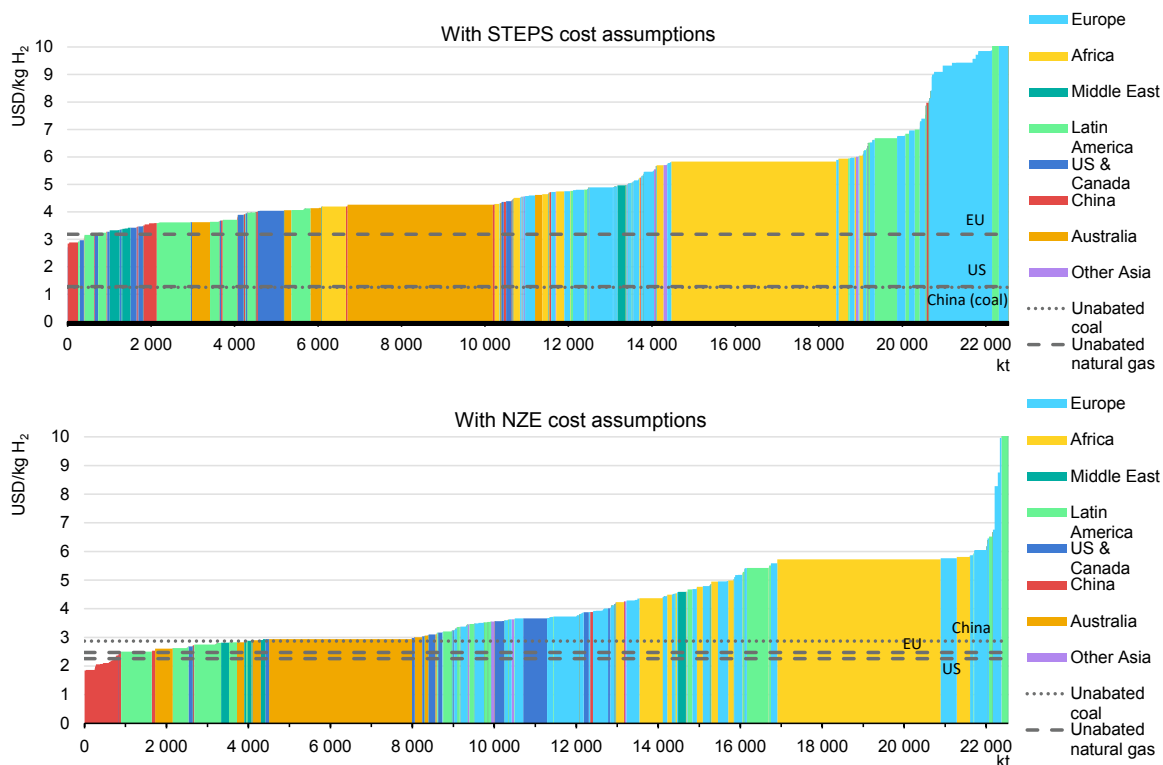 With STEPS cost assumptions
USD/kg H2
10
9
8
7
6
5
4
3
2
1
0
EU
US
China (coal)
0 2 000 4 000 6 000 8 000 10 000 12 000 14 000 16 000 18 000 20 000 22 000
kt
Europe
Africa
Middle East
Latin
America
US &
Canada
China
Australia
Other Asia
Unabated
coal
Unabated
natural gas
With NZE cost assumptions
USD/kg H2
10
9
8
7
6
5
4
3
2
1
0
China
EU
US
0 2 000 4 000 6 000 8 000 10 000 12 000 14 000 16 000 18 000 20 000 22 000
kt
Europe
Africa
Middle East
Latin
America
US &
Canada
China
Australia
Other Asia
Unabated
coal
Unabated
natural gas